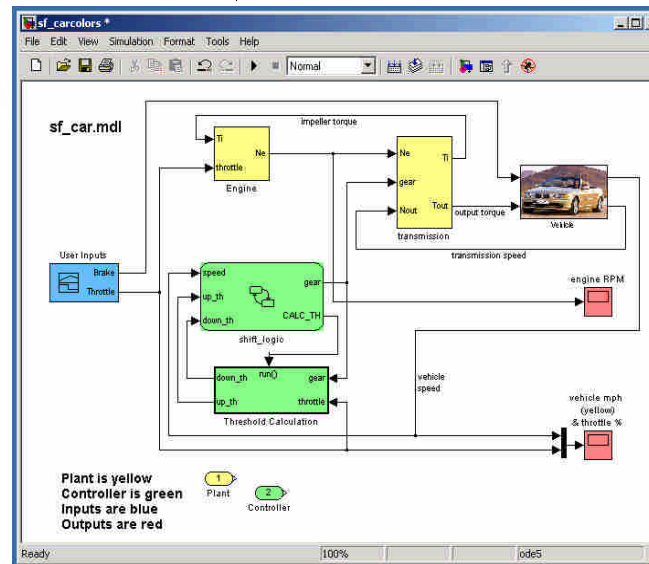 sf_carcolors *
File Edit View Simulation Format Tools Help
Normal
sf_car.mdl
impeller torque
Ti
Ne
throttle
Engine
Ne
Ti
gear
Nout
Tout
transmission
output torque
Vehicle
transmission speed
User Inputs
Brake
Throttle
speed
gear
up_th
CALC_TH
down_th
shift_logic
engine RPM
run()
down_th
gear
up_th
throttle
Threshold Calculation
vehicle
speed
vehicle mph
(yellow)
& throttle %
Plant is yellow
Controller is green
Inputs are blue
Outputs are red
1
Plant
2
Controller
Ready
100%
ode5